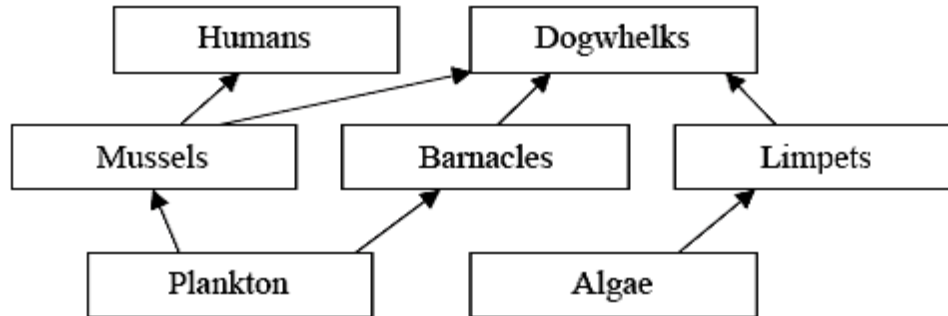 Humans
Dogwhelks
Mussels
Barnacles
Limpets
Plankton
Algae